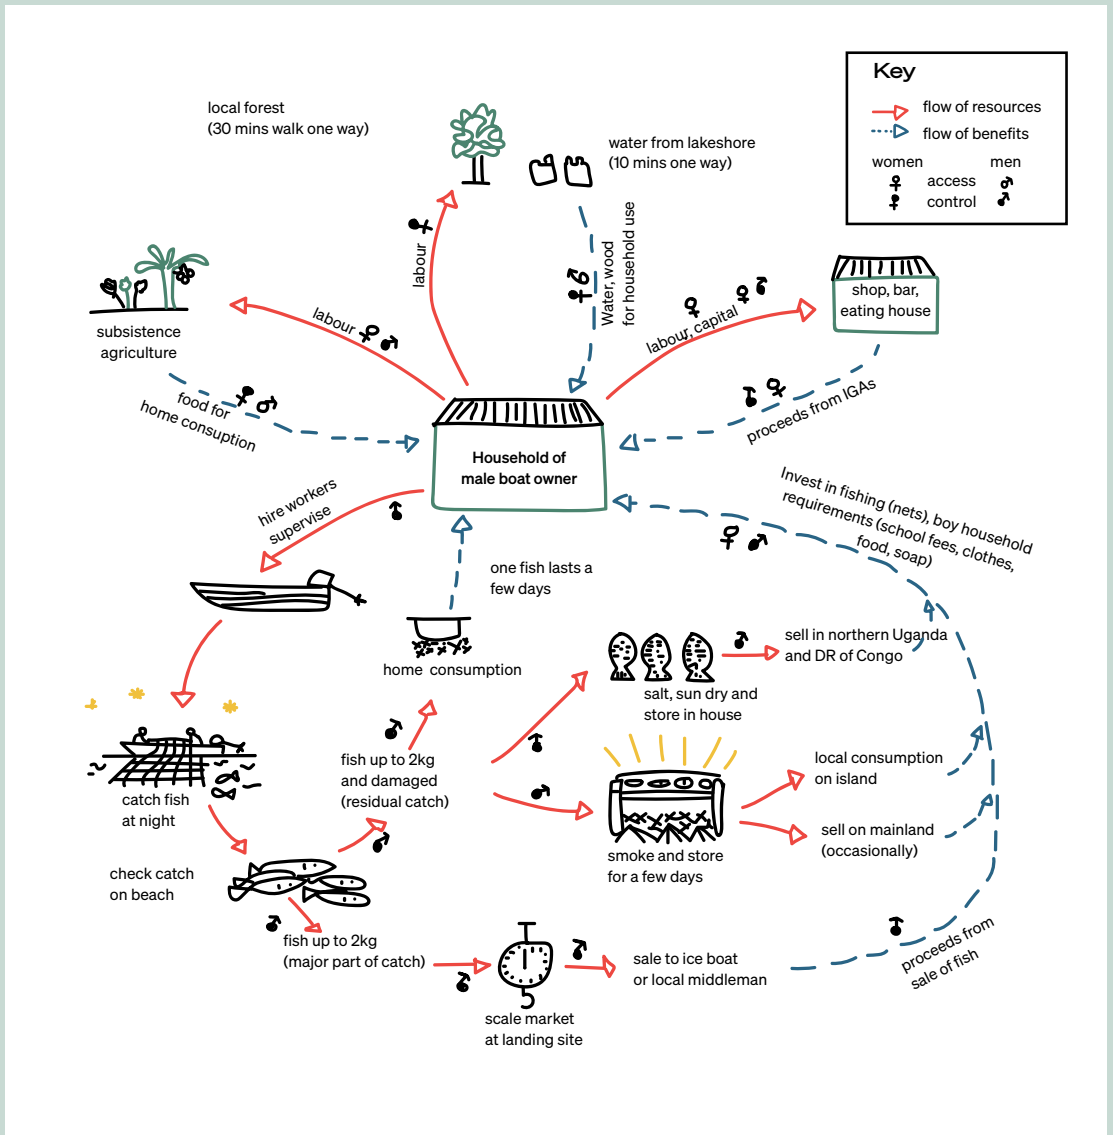 Key
flow of resources
flow of benefits
women
men
access
control
local forest
(30 mins walk one way)
water from lakeshore
(10 mins one way)
labour
Water, wood
for household use
labour, capital
shop, bar,
eating house
subsistence
agriculture
labour
food for
home consuption
proceeds from IGAs
Household of
male boat owner
hire workers
supervise
Invest in fishing (nets), boy household
requirements (school fees, clothes,
food, soap)
one fish lasts a
few days
home consumption
sell in northern Uganda
and DR of Congo
salt, sun dry and
store in house
fish up to 2kg
and damaged
(residual catch)
local consumption
on island
catch fish
at night
sell on mainland
(occasionally)
smoke and store
for a few days
check catch
on beach
fish up to 2kg
(major part of catch)
sale to ice boat
or local middleman
proceeds from
sale of fish
scale market
at landing site